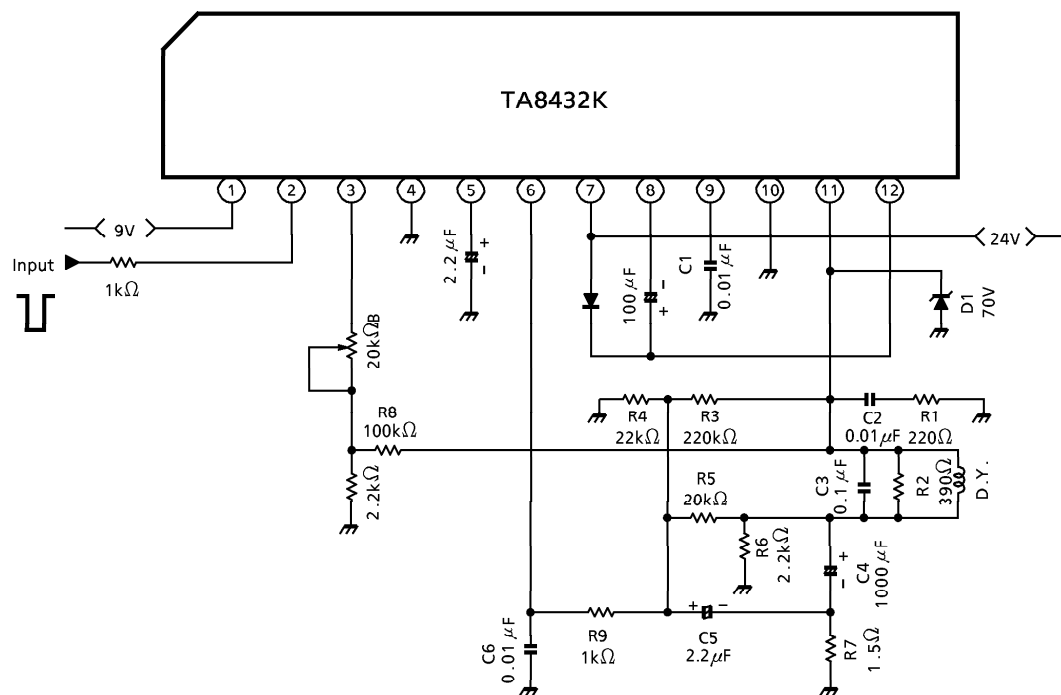 TA8432K
1 2 3 4 5 6 7 8 9 10 11 12
9V
24V
Input
1kΩ
2.2μF
+
-
100μF
-
+
C1
0.01μF
D1
70V
20kΩB
R8
100kΩ
2.2kΩ
R4
22kΩ
R3
220kΩ
C2
0.01μF
R1
220Ω
R5
20kΩ
C3
0.1μF
R2
390Ω
D.Y.
R6
2.2kΩ
+
-
C4
1000μF
C6
0.01μF
R9
1kΩ
+
-
C5
2.2μF
R7
1.5Ω